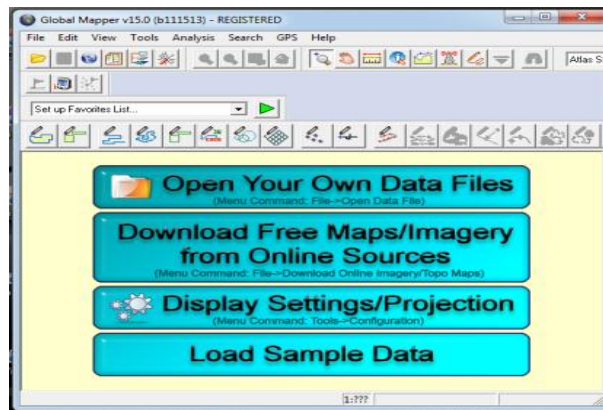 Global Mapper v15.0 (b111513) - REGISTERED
File Edit View Tools Analysis Search GPS Help
Atlas S
Set up Favorites List...
Open Your Own Data Files
(Menu Command: File->Open Data File)
Download Free Maps/Imagery
from Online Sources
(Menu Command: File->Download Online Imagery/Topo Maps)
Display Settings/Projection
(Menu Command: Tools->Configuration)
Load Sample Data
1:???